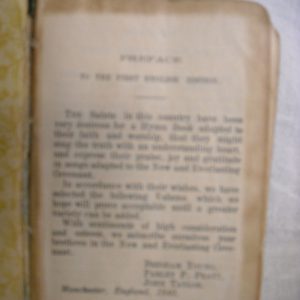 PREFACE
TO THE FIRST ENGLISH EDITION.
The Saints in this country have been
very desirous for a Hymn Book adapted to
their faith and worship, that they might
sing the truth with an understanding heart,
and express their praise, joy and gratitude
in songs adapted to the New and Everlasting
Covenant.
In accordance with their wishes, we have
selected the following Volume, which we
hope will prove acceptable until a greater
variety can be added.
With sentiments of high consideration
and esteem, we subscribe ourselves your
brethren in the New and Everlasting Cove-
nant.
Brigham Young,
Parley P. Pratt,
John Taylor.
Manchester, England, 1840.